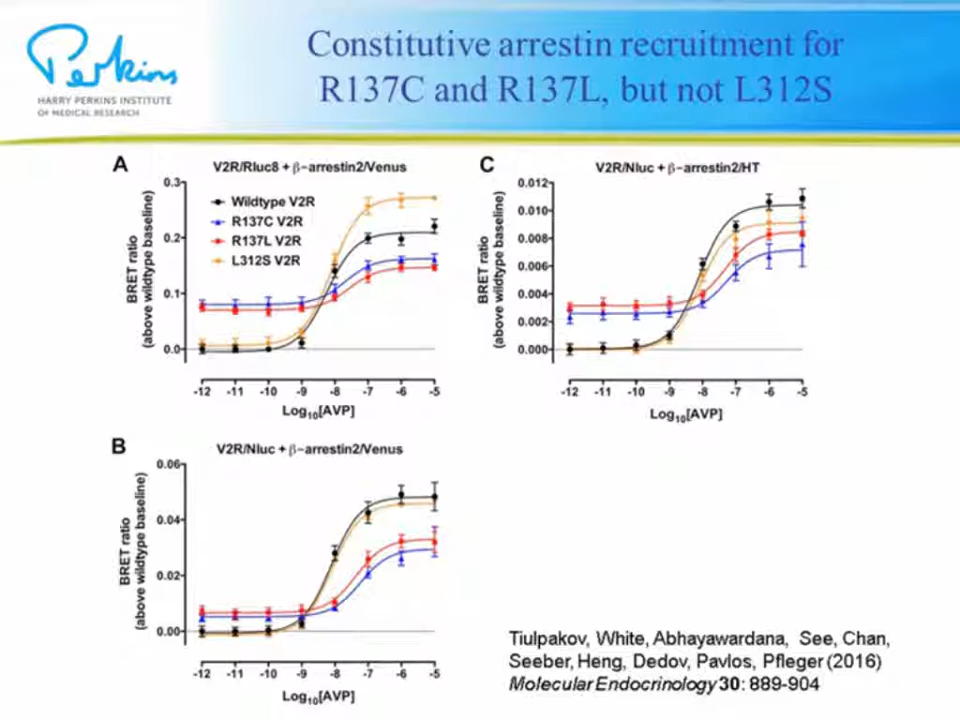 Perkins
HARRY PERKINS INSTITUTE
OF MEDICAL RESEARCH
Constitutive arrestin recruitment for
R137C and R137L, but not L312S
A
V2R/Rluc8 + β−arrestin2/Venus
BRET ratio
(above wildtype baseline)
0.3
0.2
0.1
0.0
Wildtype V2R
R137C V2R
R137L V2R
L312S V2R
-12 -11 -10 -9 -8 -7 -6 -5
Log10[AVP]
C
V2R/Nluc + β−arrestin2/HT
BRET ratio
(above wildtype baseline)
0.012
0.010
0.008
0.006
0.004
0.002
0.000
-12 -11 -10 -9 -8 -7 -6 -5
Log10[AVP]
B
V2R/Nluc + β−arrestin2/Venus
BRET ratio
(above wildtype baseline)
0.06
0.04
0.02
0.00
-12 -11 -10 -9 -8 -7 -6 -5
Log10[AVP]
Tiulpakov, White, Abhayawardana, See, Chan,
Seeber, Heng, Dedov, Pavlos, Pfleger (2016)
Molecular Endocrinology 30: 889-904